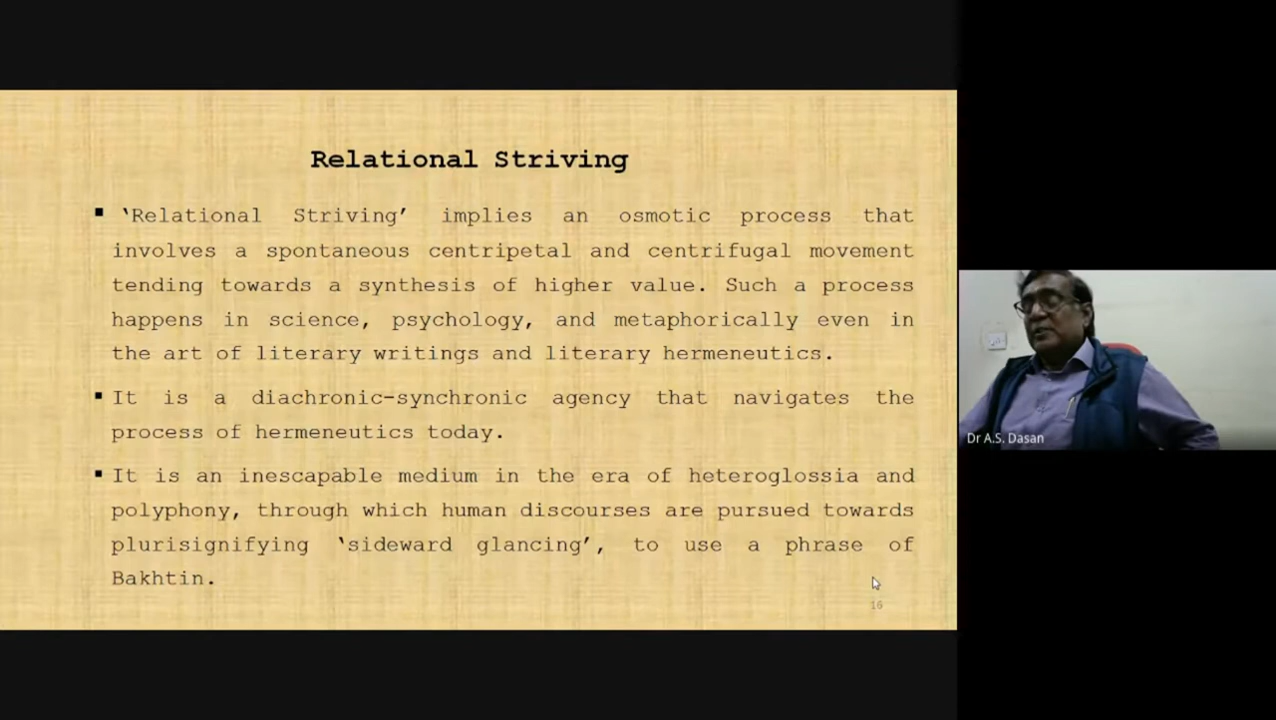 Relational Striving
▪ ‘Relational Striving’ implies an osmotic process that
involves a spontaneous centripetal and centrifugal movement
tending towards a synthesis of higher value. Such a process
happens in science, psychology, and metaphorically even in
the art of literary writings and literary hermeneutics.
▪ It is a diachronic-synchronic agency that navigates the
process of hermeneutics today.
▪ It is an inescapable medium in the era of heteroglossia and
polyphony, through which human discourses are pursued towards
plurisignifying ‘sideward glancing’, to use a phrase of
Bakhtin.
16
Dr A.S. Dasan